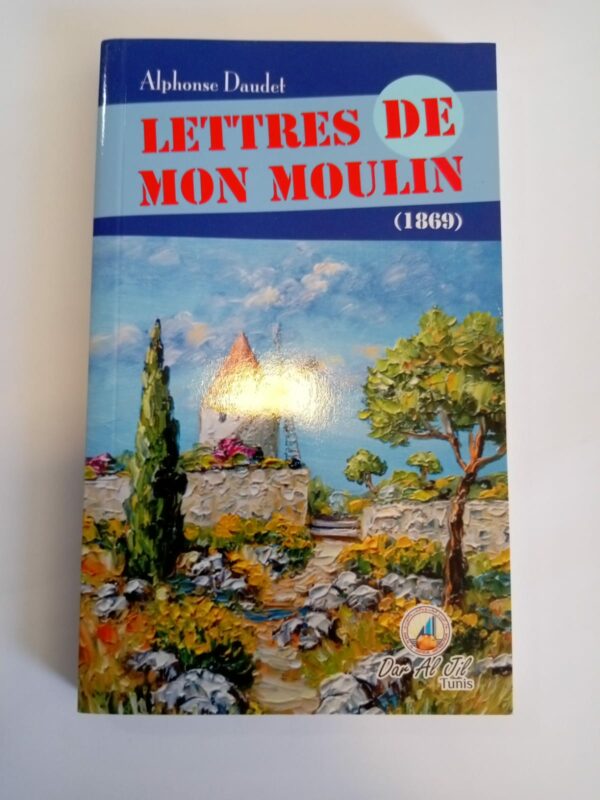 Alphonse Daudet
LETTRES DE
MON MOULIN
(1869)
Dar Al Jil
Tunis